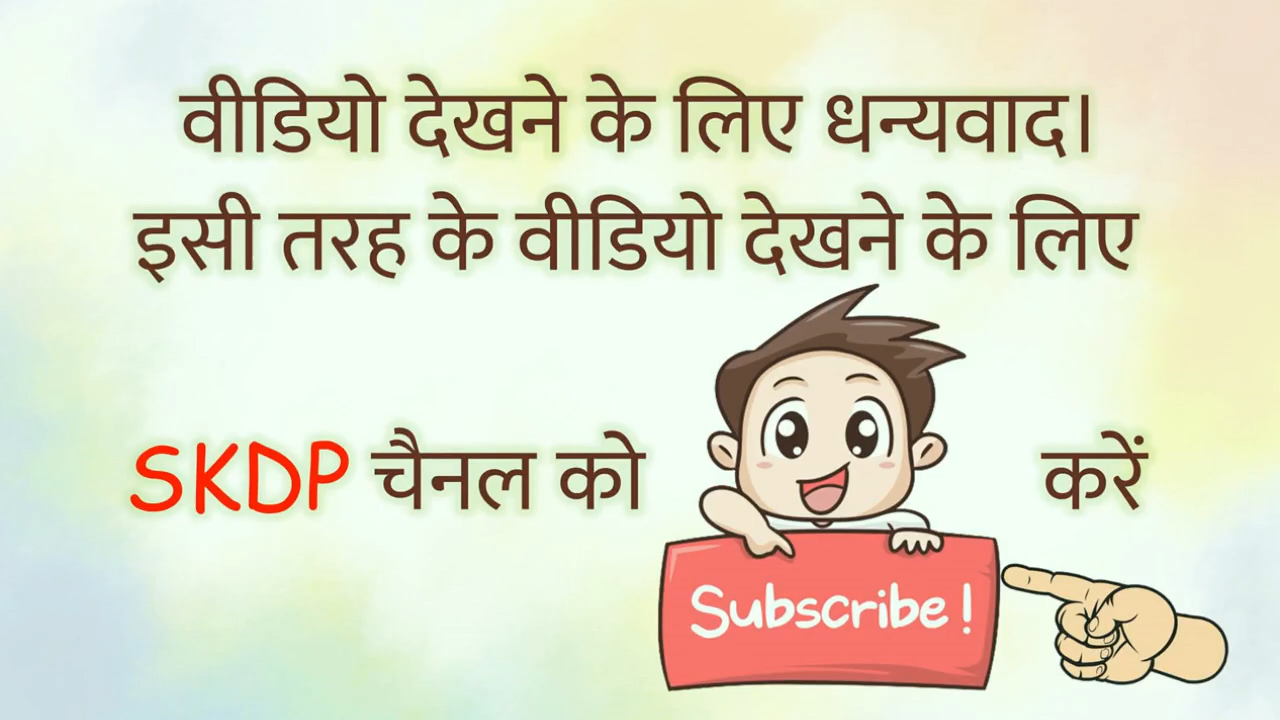 वीडियो देखने के लिए धन्यवाद।
इसी तरह के वीडियो देखने के लिए
SKDP चैनल को करें
Subscribe!